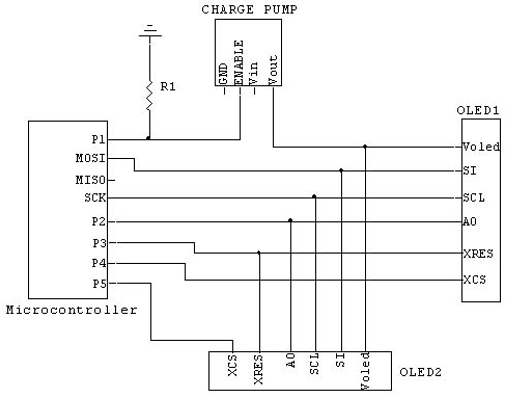 CHARGE PUMP
GND
ENABLE
Vin
Vout
R1
OLED1
P1
MOSI
MISO
SCK
P2
P3
P4
P5
Microcontroller
Voled
SI
SCL
A0
XRES
XCS
XCS
XRES
A0
SCL
SI
Voled
OLED2